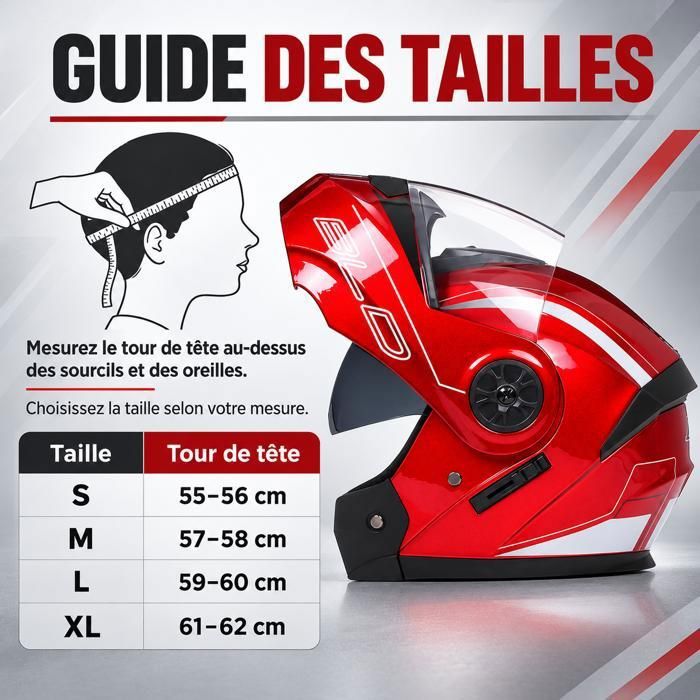 GUIDE DES TAILLES
BLD
Mesurez le tour de tête au-dessus
des sourcils et des oreilles.
Choisissez la taille selon votre mesure.
Taille Tour de tête
S 55–56 cm
M 57–58 cm
L 59–60 cm
XL 61–62 cm